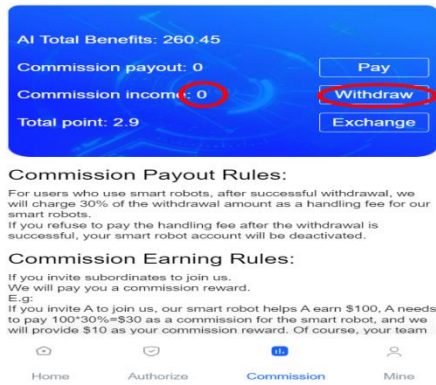 AI Total Benefits: 260.45
Commission payout: 0
Pay
Commission income: 0
Withdraw
Total point: 2.9
Exchange
Commission Payout Rules:
For users who use smart robots, after successful withdrawal, we
will charge 30% of the withdrawal amount as a handling fee for our
smart robots.
If you refuse to pay the handling fee after the withdrawal is
successful, your smart robot account will be deactivated.
Commission Earning Rules:
If you invite subordinates to join us.
We will pay you a commission reward.
E.g:
If you invite A to join us, our smart robot helps A earn $100, A needs
to pay 100*30%=$30 as a commission for the smart robot, and we
will provide $10 as your commission reward. Of course, your team
Home
Authorize
Commission
Mine